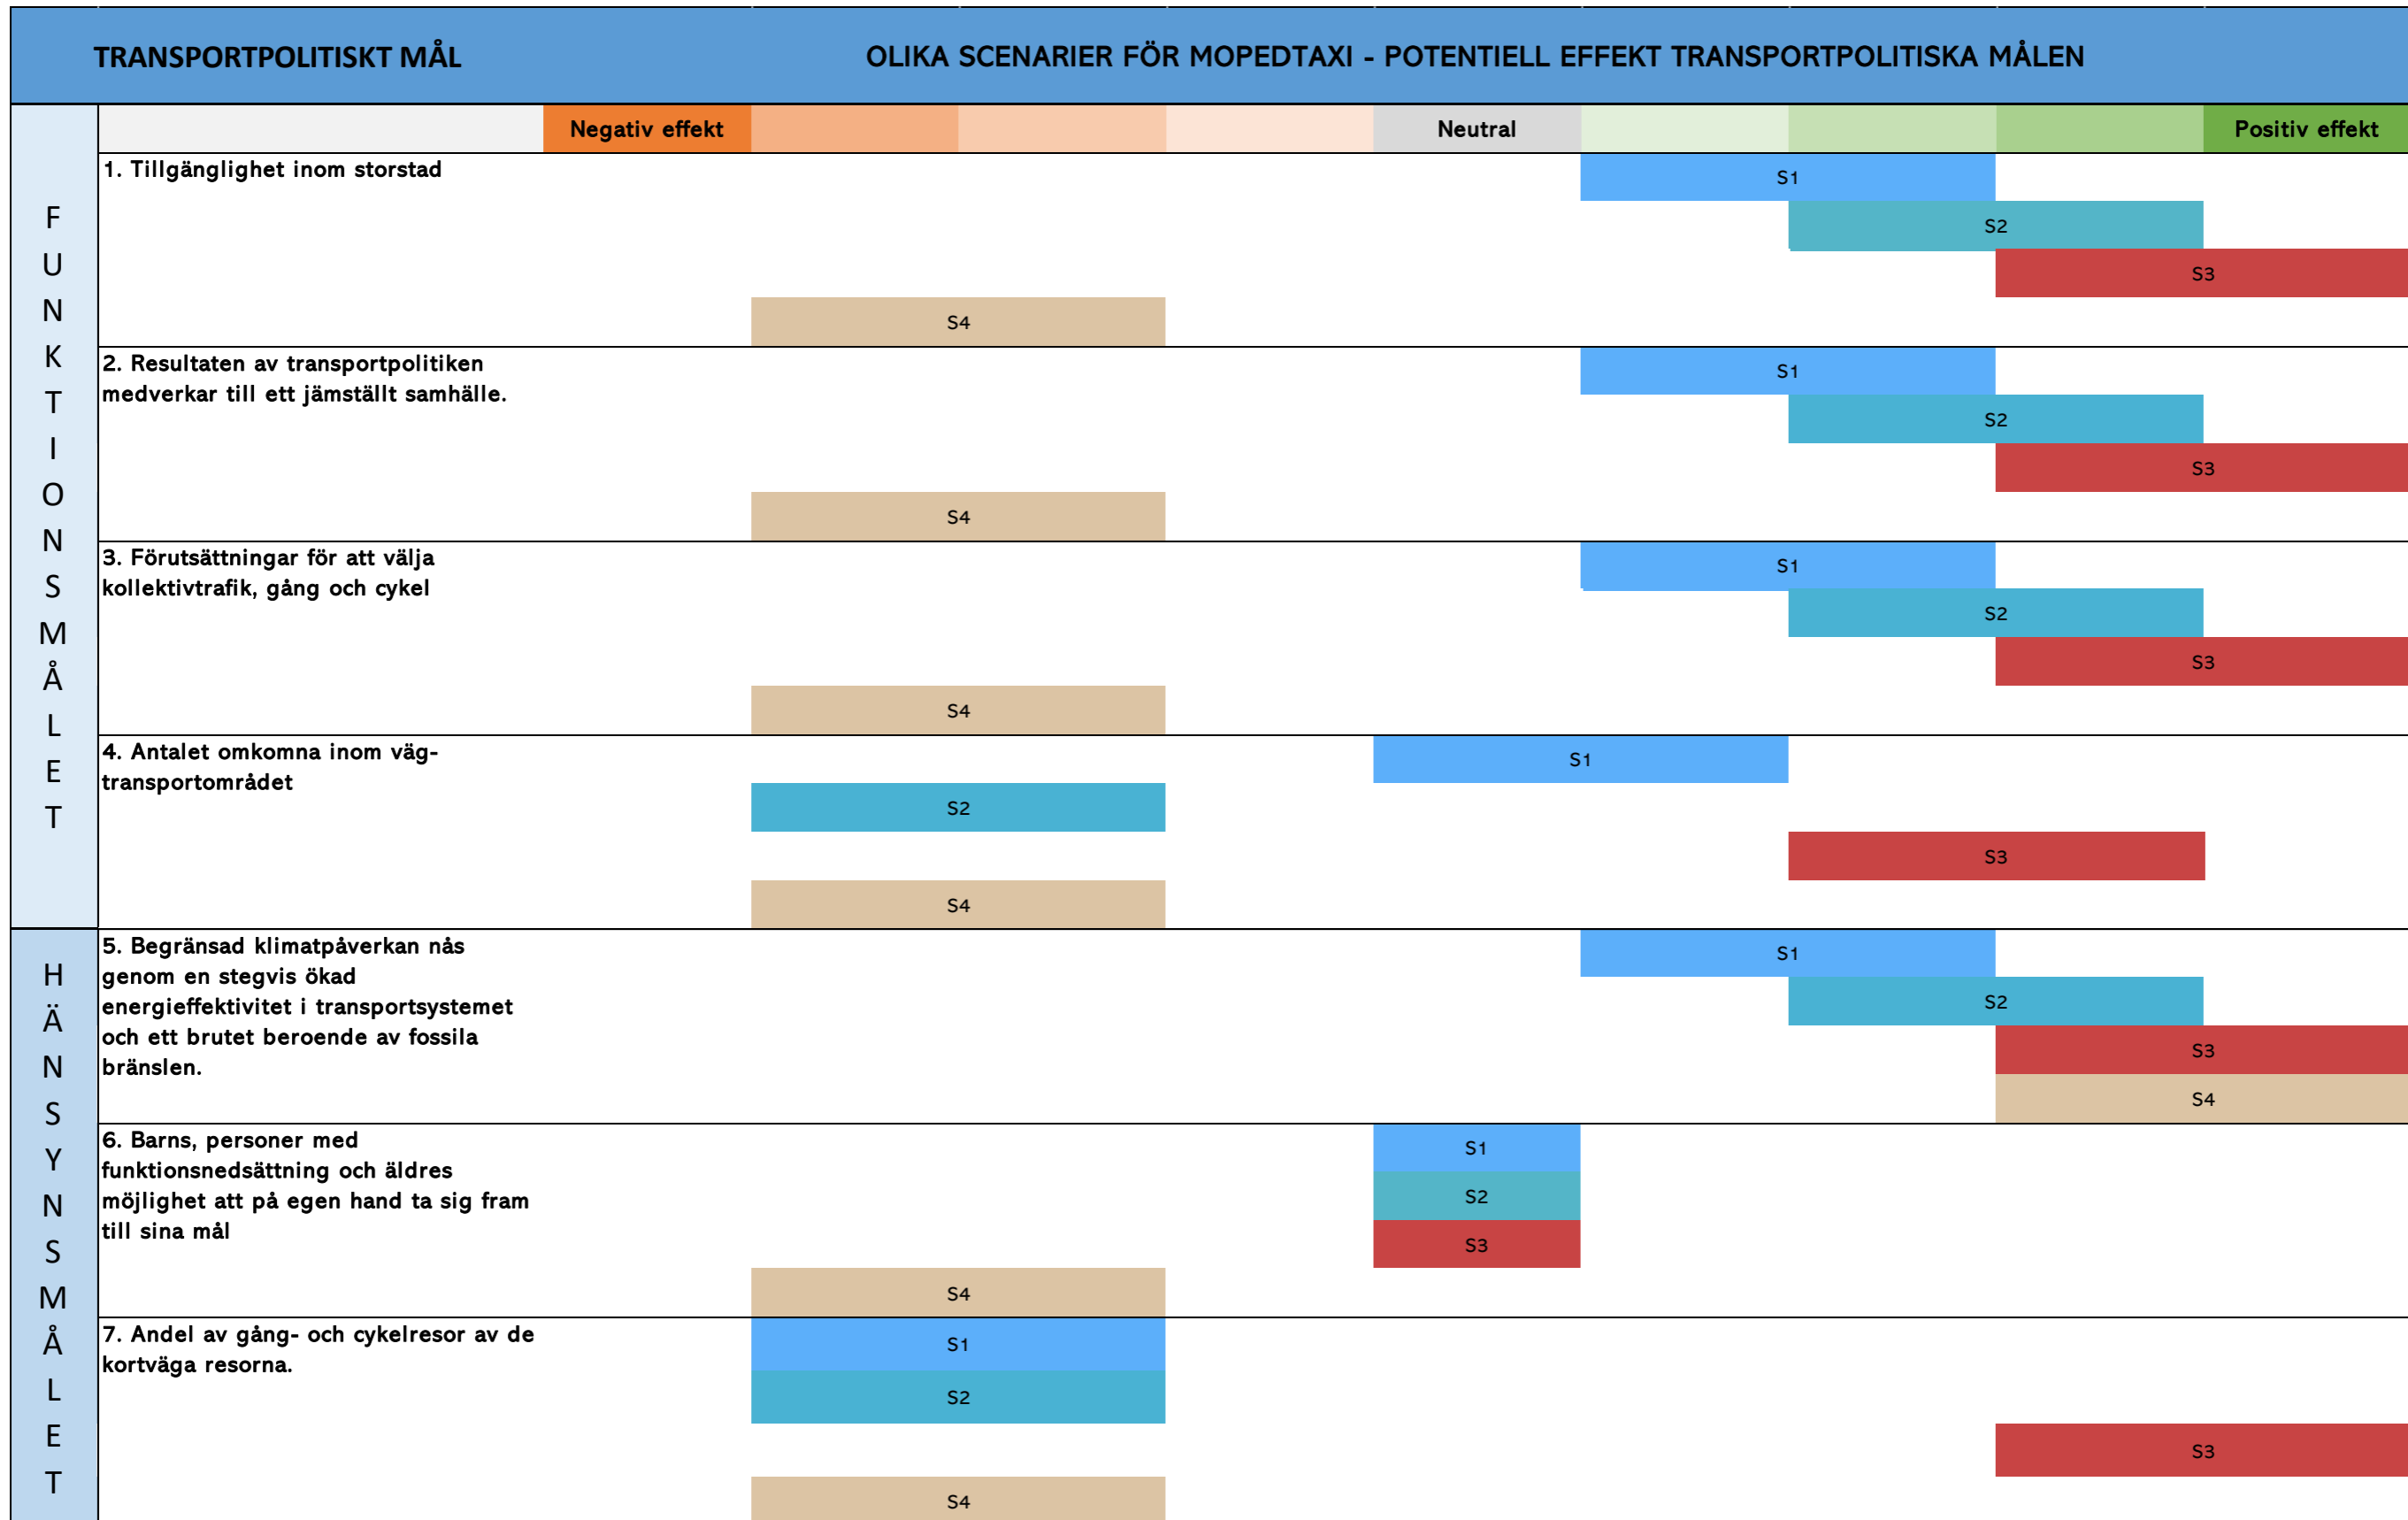 TRANSPORTPOLITISKT MÅL
OLIKA SCENARIER FÖR MOPEDTAXI - POTENTIELL EFFEKT TRANSPORTPOLITISKA MÅLEN
Negativ effekt
Neutral
Positiv effekt
FUNKTIONSMÅLET
1. Tillgänglighet inom storstad
S1
S2
S3
S4
2. Resultaten av transportpolitiken
medverkar till ett jämställt samhälle.
S1
S2
S3
S4
3. Förutsättningar för att välja
kollektivtrafik, gång och cykel
S1
S2
S3
S4
4. Antalet omkomna inom väg-
transportområdet
S1
S2
S3
S4
HÄNSYNSMÅLET
5. Begränsad klimatpåverkan nås
genom en stegvis ökad
energieffektivitet i transportsystemet
och ett brutet beroende av fossila
bränslen.
S1
S2
S3
S4
6. Barns, personer med
funktionsnedsättning och äldres
möjlighet att på egen hand ta sig fram
till sina mål
S1
S2
S3
S4
7. Andel av gång- och cykelresor av de
kortväga resorna.
S1
S2
S3
S4